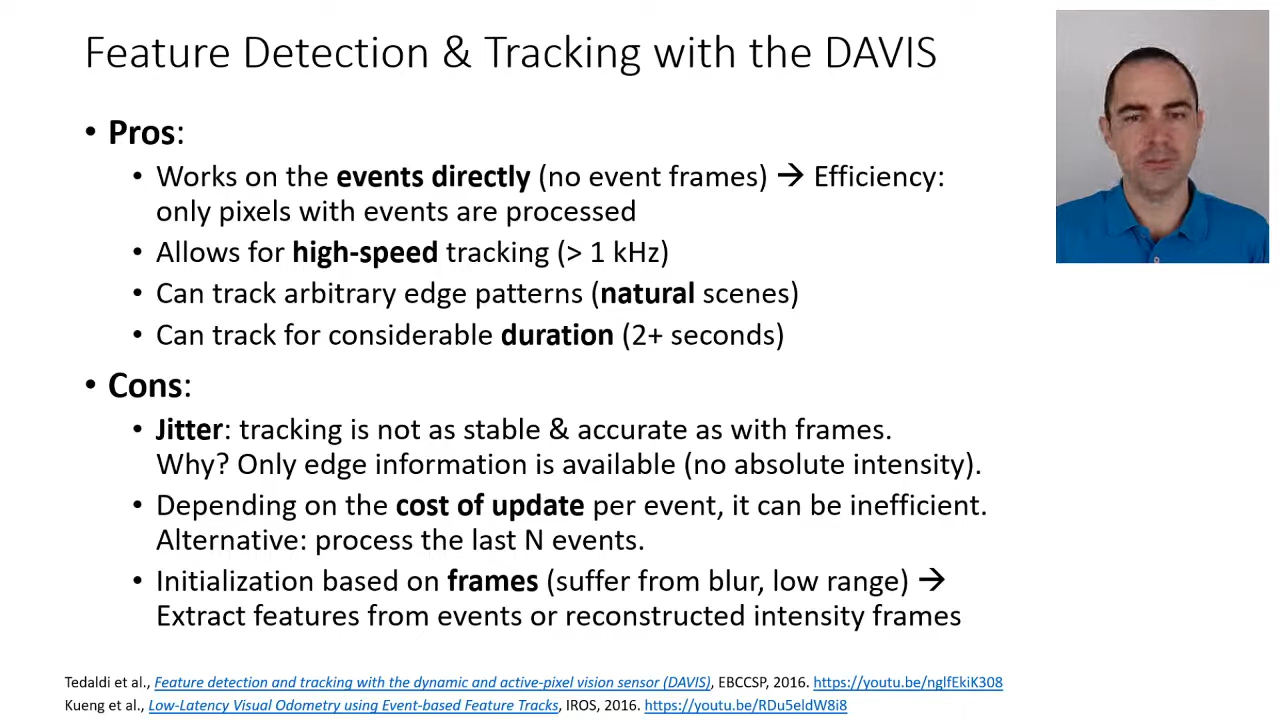 Feature Detection & Tracking with the DAVIS
• Pros:
• Works on the events directly (no event frames) → Efficiency:
only pixels with events are processed
• Allows for high-speed tracking (> 1 kHz)
• Can track arbitrary edge patterns (natural scenes)
• Can track for considerable duration (2+ seconds)
• Cons:
• Jitter: tracking is not as stable & accurate as with frames.
Why? Only edge information is available (no absolute intensity).
• Depending on the cost of update per event, it can be inefficient.
Alternative: process the last N events.
• Initialization based on frames (suffer from blur, low range) →
Extract features from events or reconstructed intensity frames
Tedaldi et al., Feature detection and tracking with the dynamic and active-pixel vision sensor (DAVIS), EBCCSP, 2016. https://youtu.be/nglfEkiK308
Kueng et al., Low-Latency Visual Odometry using Event-based Feature Tracks, IROS, 2016. https://youtu.be/RDu5eldW8i8